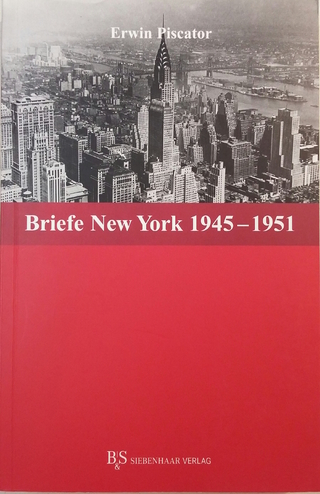 Erwin Piscator
Briefe New York 1945–1951
B&S SIEBENHAAR VERLAG